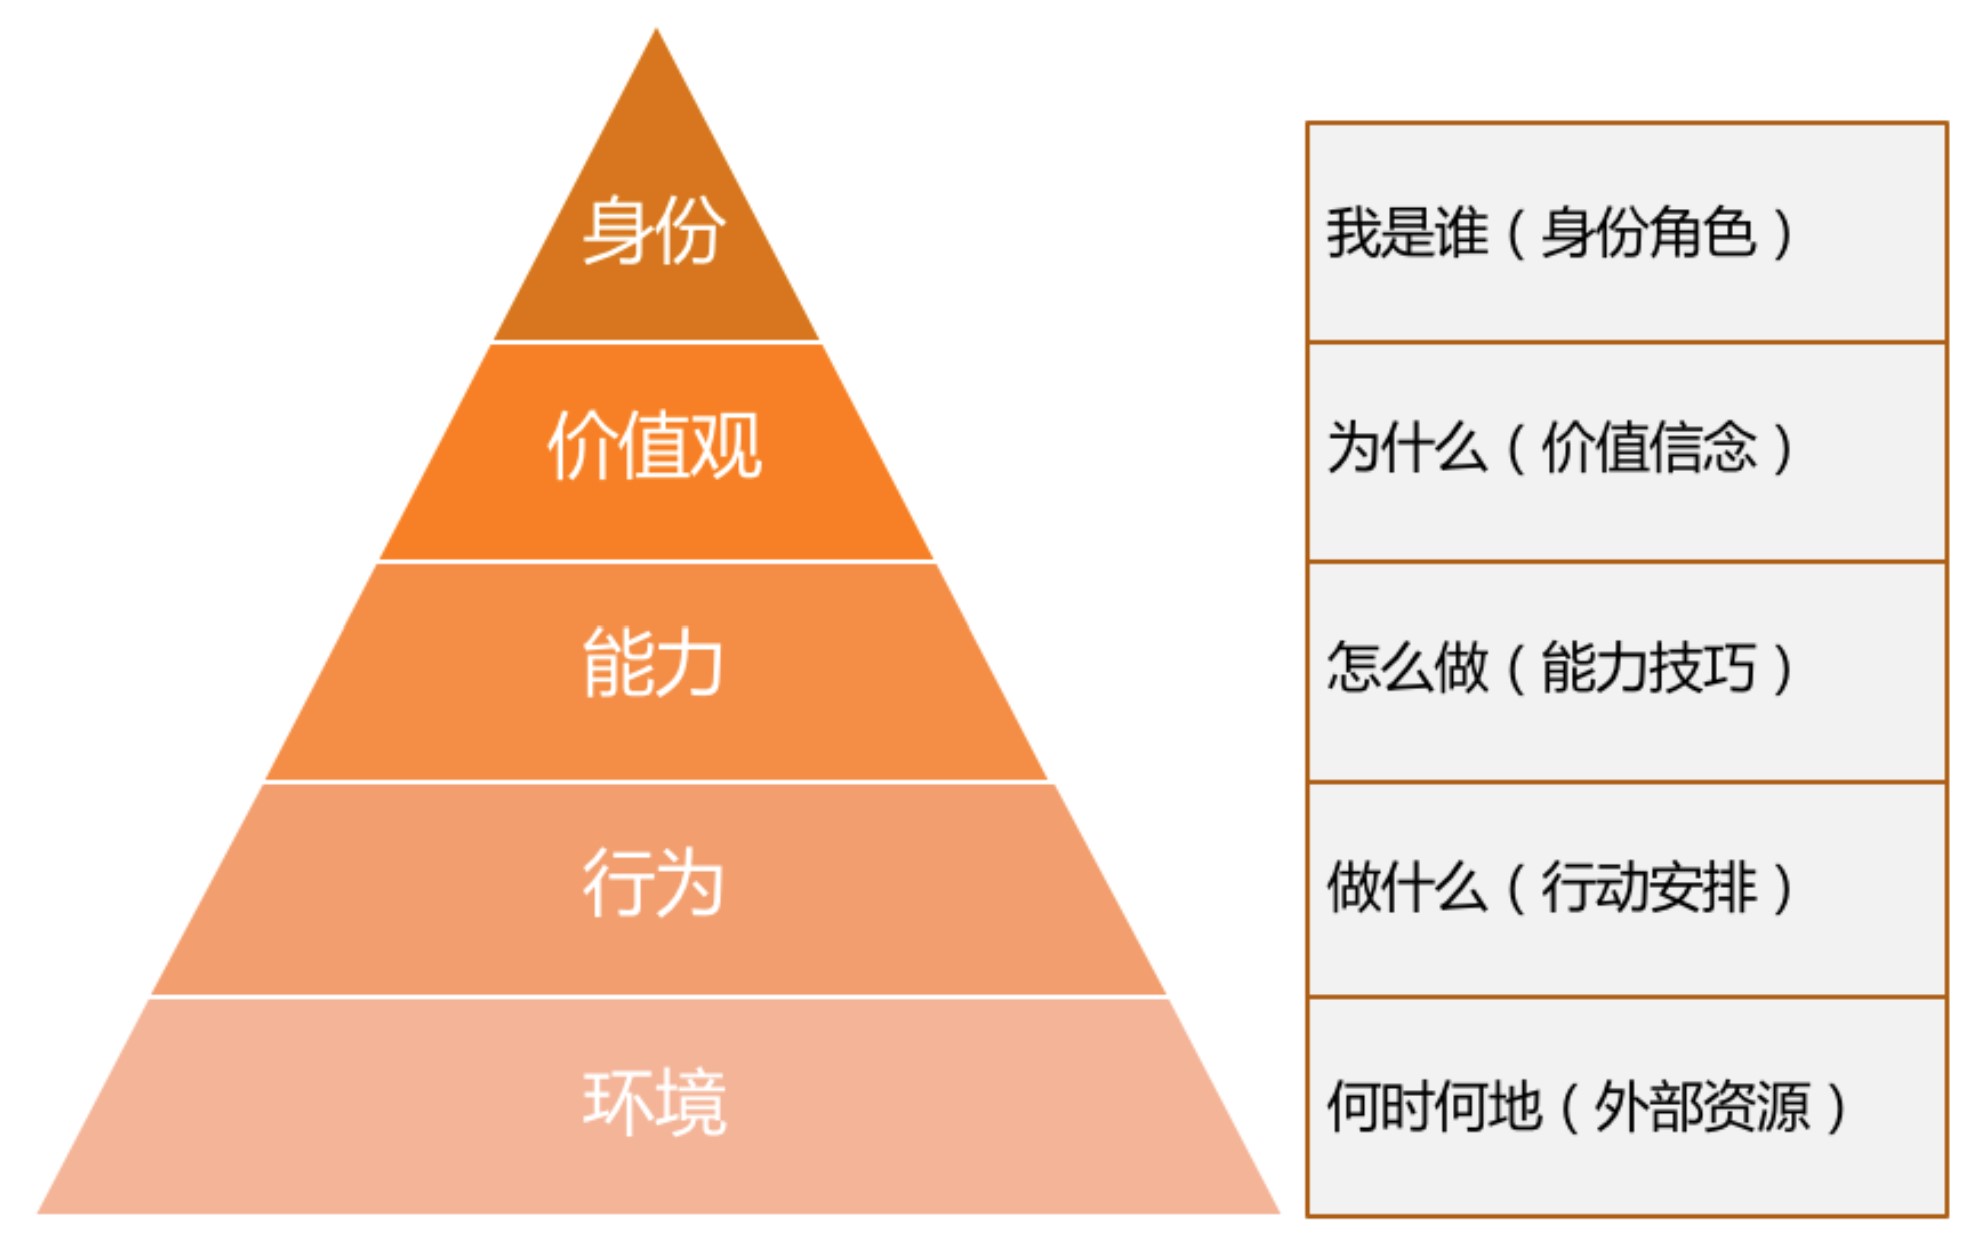 身份
我是谁（身份角色）
价值观
为什么（价值信念）
能力
怎么做（能力技巧）
行为
做什么（行动安排）
环境
何时何地（外部资源）